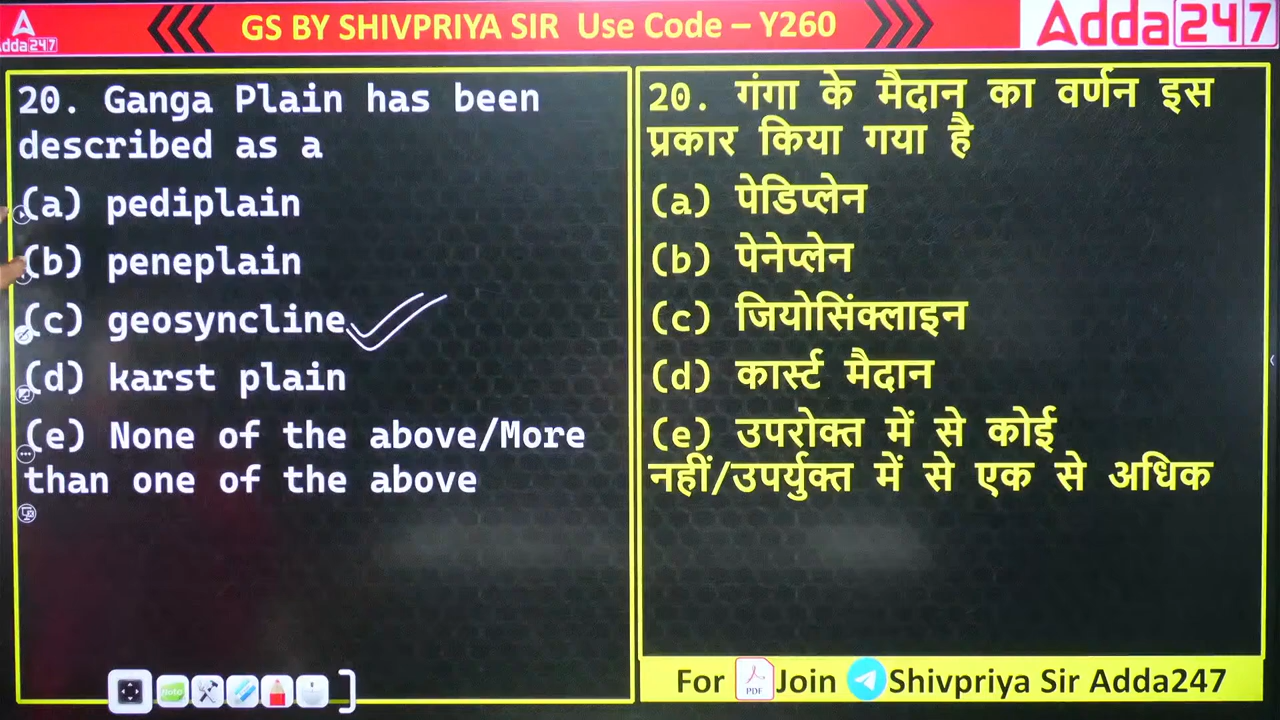 Adda247
GS BY SHIVPRIYA SIR Use Code – Y260
Adda247
20. Ganga Plain has been
described as a
(a) pediplain
(b) peneplain
(c) geosyncline
(d) karst plain
(e) None of the above/More
than one of the above
20. गंगा के मैदान का वर्णन इस
प्रकार किया गया है
(a) पेडिप्लेन
(b) पेनेप्लेन
(c) जियोसिंक्लाइन
(d) कार्स्ट मैदान
(e) उपरोक्त में से कोई
नहीं/उपर्युक्त में से एक से अधिक
note
For PDF Join Shivpriya Sir Adda247